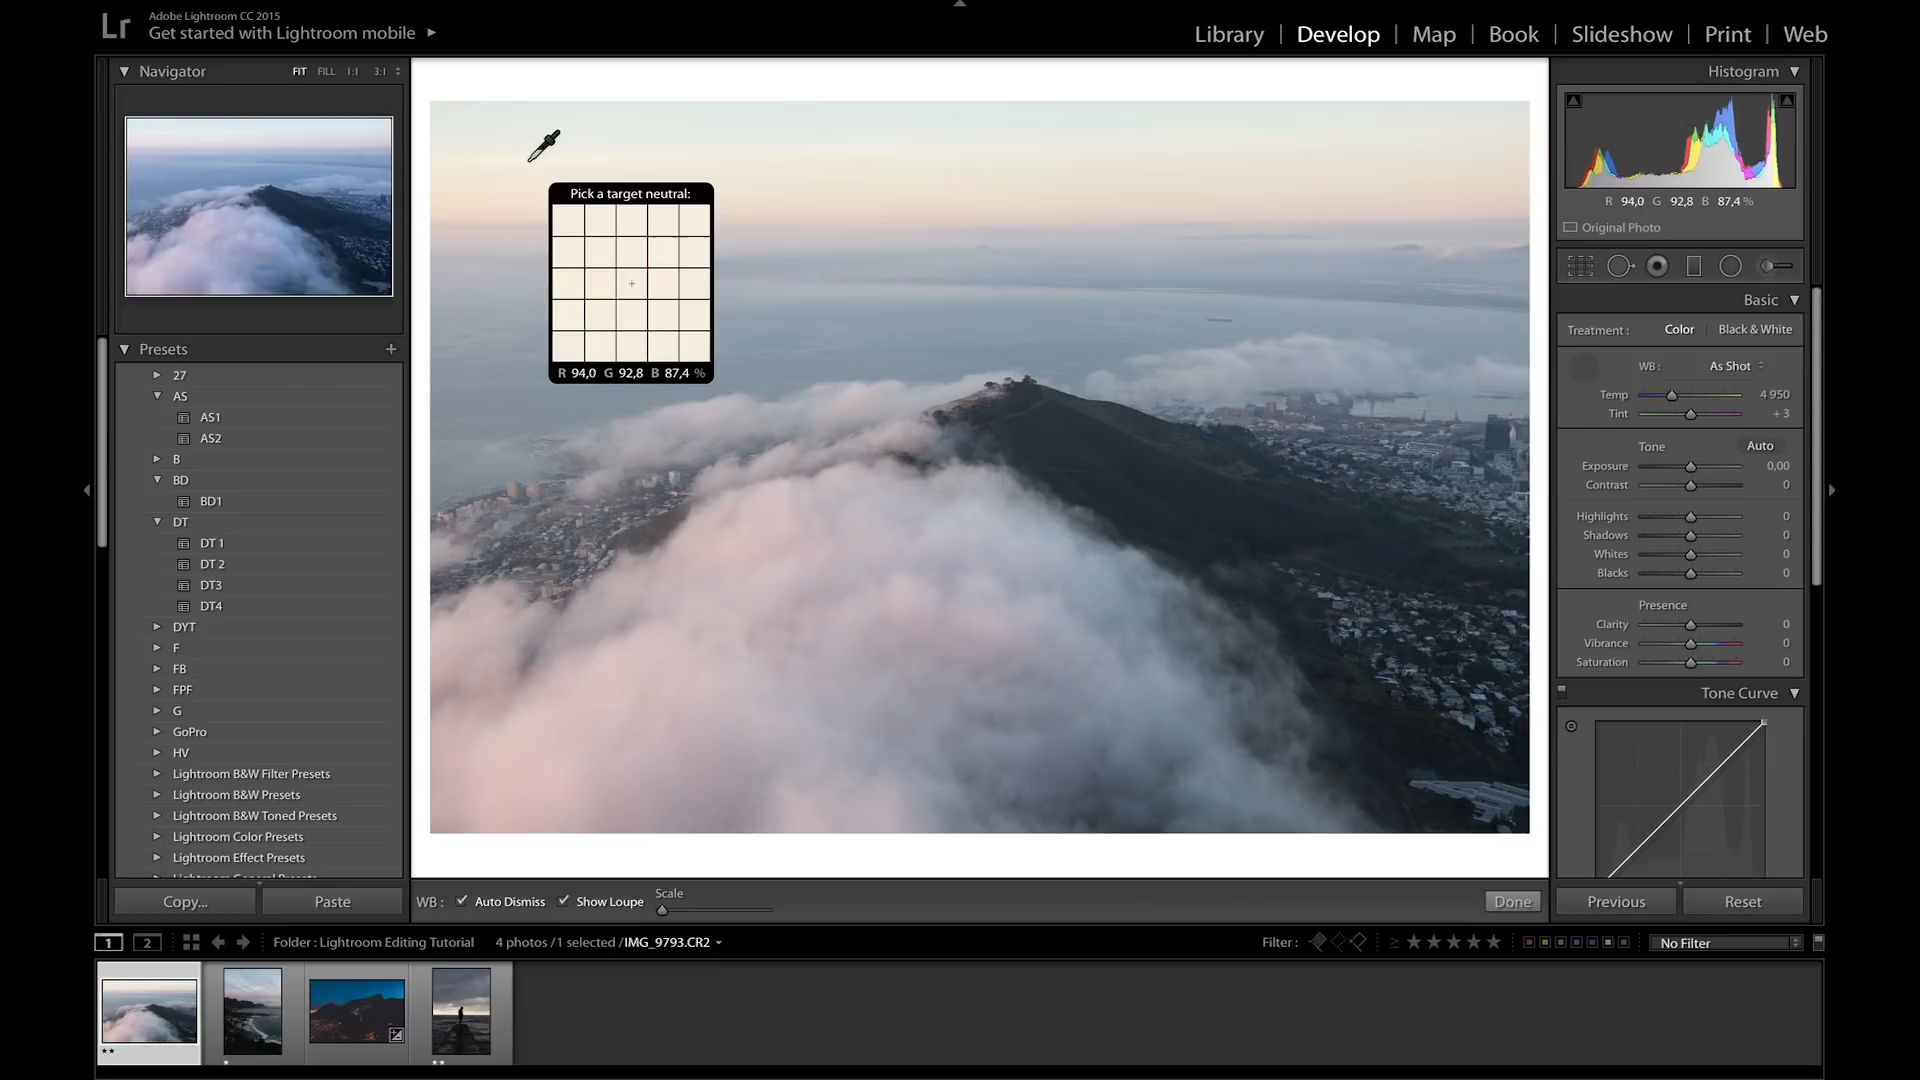 Lr
Adobe Lightroom CC 2015
Get started with Lightroom mobile
Library | Develop | Map | Book | Slideshow | Print | Web
Navigator FIT FILL 1:1 3:1
Presets +
27
AS
AS1
AS2
B
BD
BD1
DT
DT 1
DT 2
DT3
DT4
DYT
F
FB
FPF
G
GoPro
HV
Lightroom B&W Filter Presets
Lightroom B&W Presets
Lightroom B&W Toned Presets
Lightroom Color Presets
Lightroom Effect Presets
Copy... Paste
Pick a target neutral:
R 94,0 G 92,8 B 87,4 %
WB : Auto Dismiss Show Loupe Scale Done
Histogram
R 94,0 G 92,8 B 87,4 %
Original Photo
Basic
Treatment : Color | Black & White
WB : As Shot
Temp 4 950
Tint + 3
Tone Auto
Exposure 0,00
Contrast 0
Highlights 0
Shadows 0
Whites 0
Blacks 0
Presence
Clarity 0
Vibrance 0
Saturation 0
Tone Curve
Previous Reset
1 2 Folder : Lightroom Editing Tutorial 4 photos /1 selected /IMG_9793.CR2 Filter : ≥ ★★★★★ No Filter